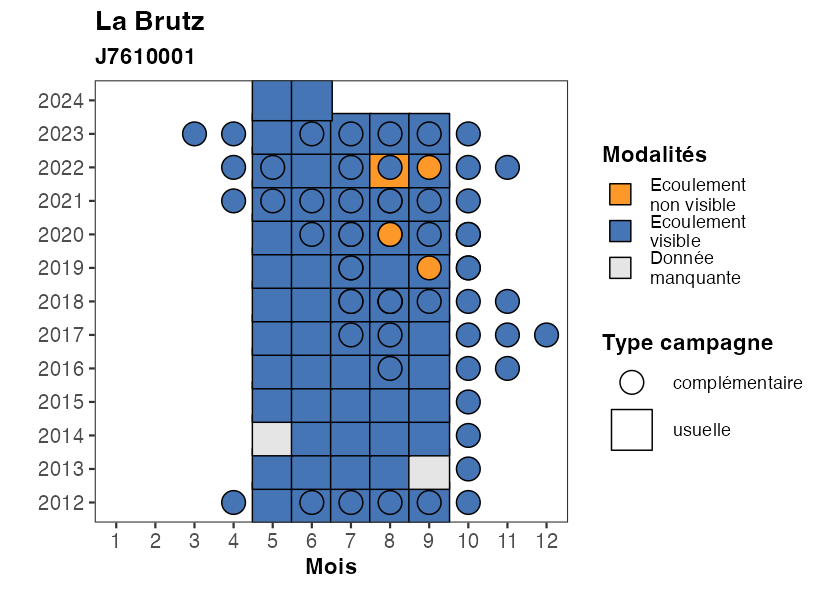 La Brutz
J7610001
2024
2023
2022
2021
2020
2019
2018
2017
2016
2015
2014
2013
2012
1 2 3 4 5 6 7 8 9 10 11 12
Mois
Modalités
Ecoulement
non visible
Ecoulement
visible
Donnée
manquante
Type campagne
complémentaire
usuelle